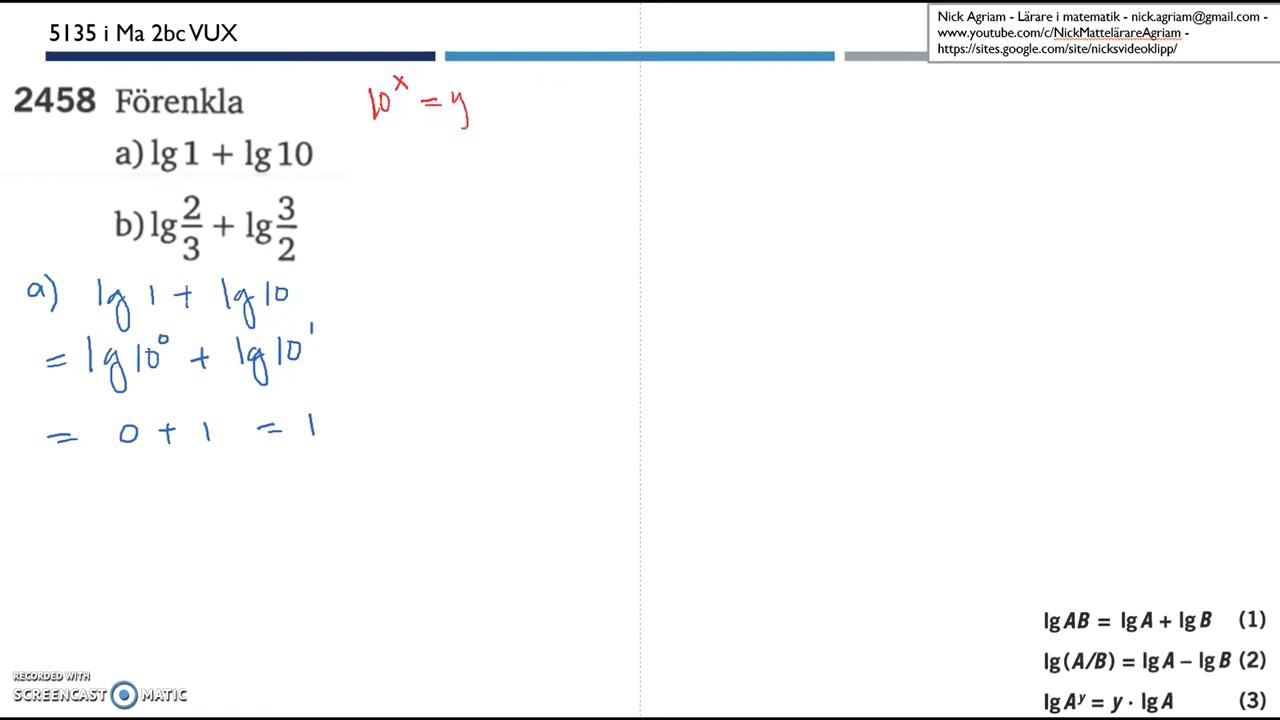 5135 i Ma 2bc VUX
Nick Agriam - Lärare i matematik - nick.agriam@gmail.com -
www.youtube.com/c/NickMattelärareAgriam -
https://sites.google.com/site/nicksvideoklipp/
2458 Förenkla
10^x = y
a) lg 1 + lg 10
b) lg 2/3 + lg 3/2
a) lg 1 + lg 10
= lg 10^0 + lg 10^1
= 0 + 1 = 1
lg AB = lg A + lg B (1)
lg (A/B) = lg A – lg B (2)
lg A^y = y · lg A (3)
RECORDED WITH
SCREENCAST MATIC